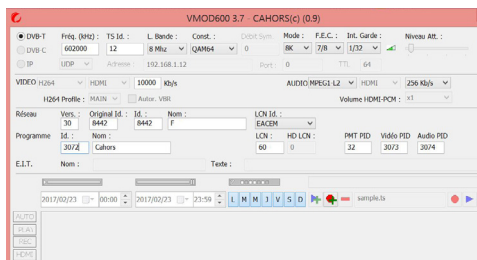 VMOD600 3.7 - CAHORS(c) (0.9)
DVB-T Fréq. (kHz) : TS Id. : L. Bande : Const. : Débit Sym. Mode : F.E.C. : Int. Garde : Niveau Att. :
DVB-C 602000 12 8 Mhz QAM64 0 8K 7/8 1/32
IP UDP Adresse : 192.168.1.12 Port : 0 TTL 64
VIDEO H264 HDMI 10000 Kb/s AUDIO MPEG1-L2 HDMI 256 Kb/s
H264 Profile : MAIN Autor. VBR Volume HDMI-PCM : x1
Réseau Vers. : Original Id. : Id. : Nom : LCN Id. :
30 8442 8442 F EACEM
Programme Id. : Nom : LCN : HD LCN : PMT PID Vidéo PID Audio PID
3072 Cahors 60 0 32 3073 3074
E.I.T. Nom : Texte :
2017/02/23 00:00 2017/02/23 23:59 L M M J V S D sample.ts
AUTO
PLAY
REC
HDMI